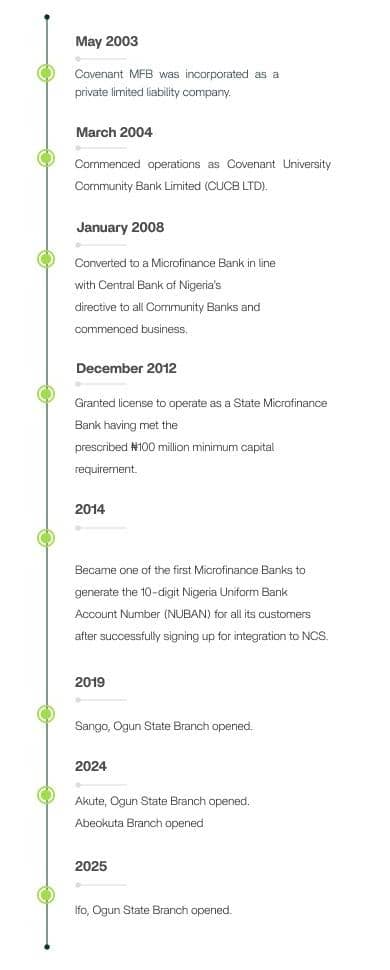 May 2003
Covenant MFB was incorporated as a
private limited liability company.
March 2004
Commenced operations as Covenant University
Community Bank Limited (CUCB LTD).
January 2008
Converted to a Microfinance Bank in line
with Central Bank of Nigeria's
directive to all Community Banks and
commenced business.
December 2012
Granted license to operate as a State Microfinance
Bank having met the
prescribed ₦100 million minimum capital
requirement.
2014
Became one of the first Microfinance Banks to
generate the 10-digit Nigeria Uniform Bank
Account Number (NUBAN) for all its customers
after successfully signing up for integration to NCS.
2019
Sango, Ogun State Branch opened.
2024
Akute, Ogun State Branch opened.
Abeokuta Branch opened
2025
Ifo, Ogun State Branch opened.